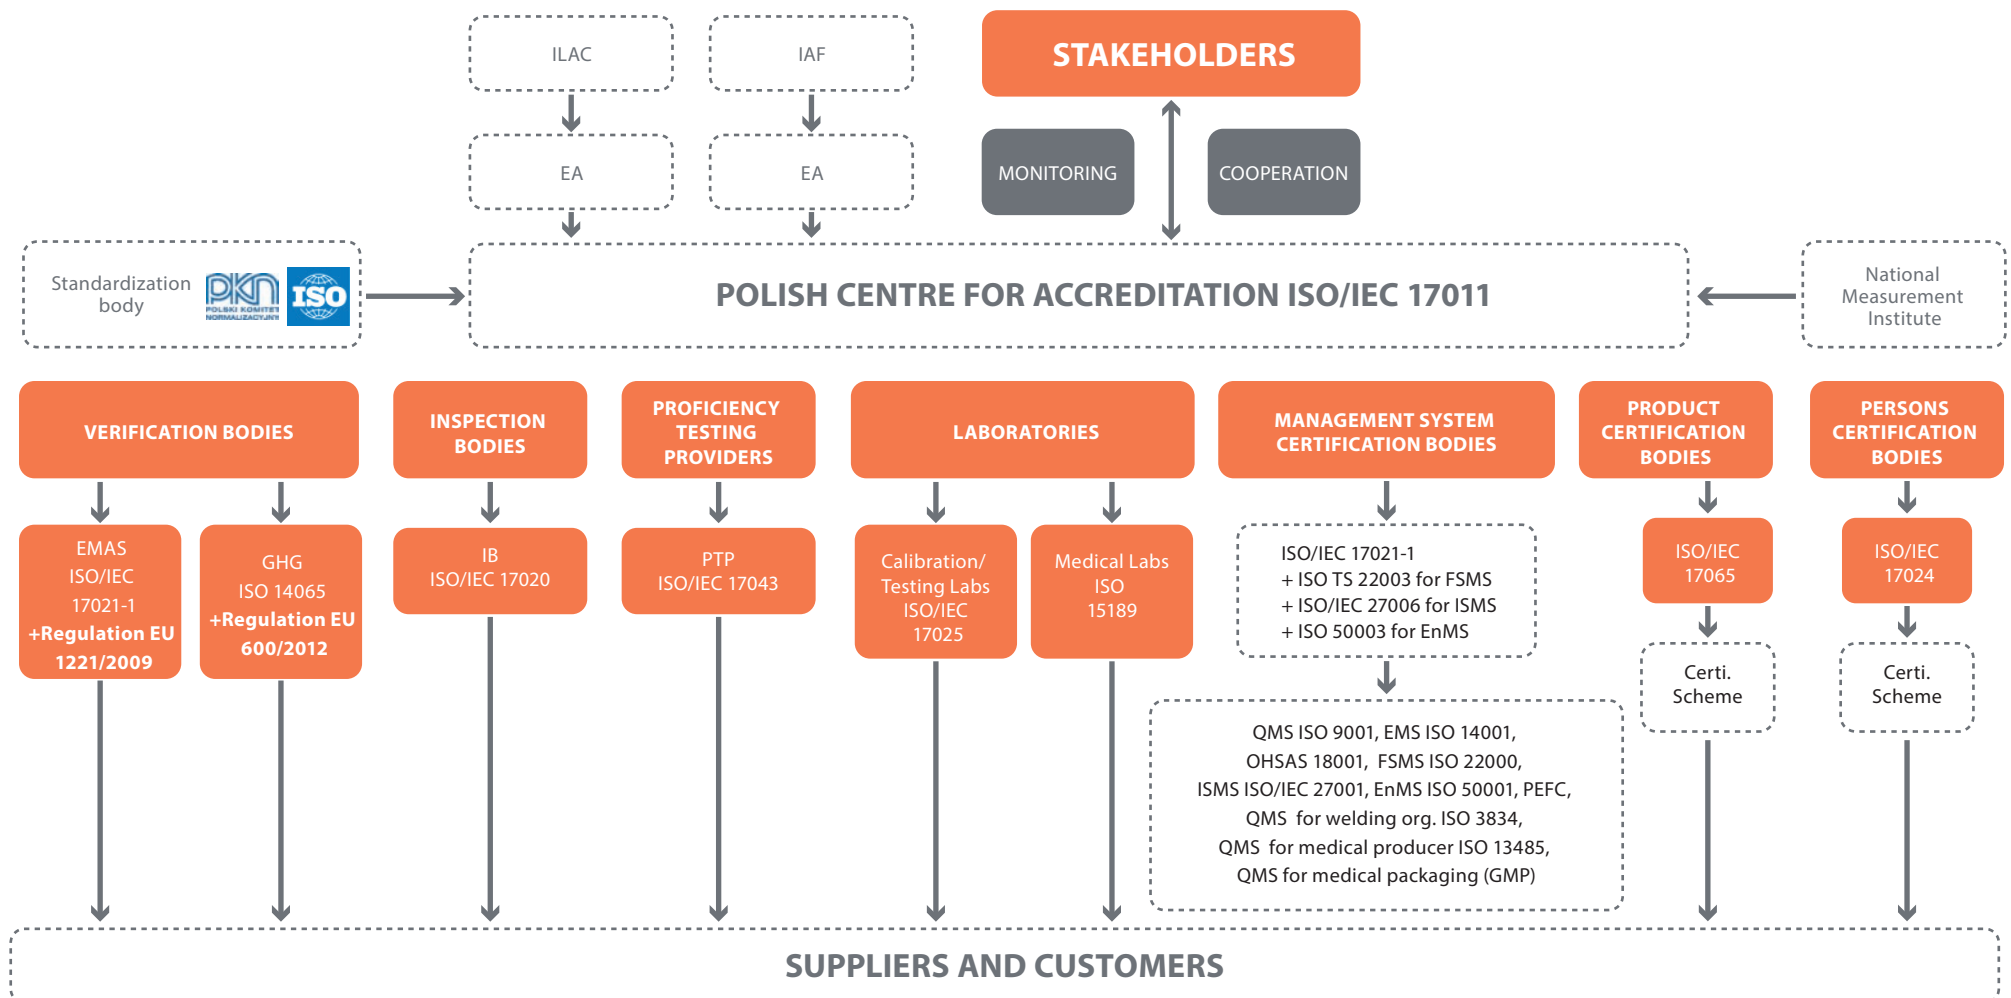 ILAC
IAF
STAKEHOLDERS
EA
EA
MONITORING
COOPERATION
Standardization
body
PKN
POLSKI KOMITET
NORMALIZACYJNY
ISO
POLISH CENTRE FOR ACCREDITATION ISO/IEC 17011
National
Measurement
Institute
VERIFICATION BODIES
INSPECTION
BODIES
PROFICIENCY
TESTING
PROVIDERS
LABORATORIES
MANAGEMENT SYSTEM
CERTIFICATION BODIES
PRODUCT
CERTIFICATION
BODIES
PERSONS
CERTIFICATION
BODIES
EMAS
ISO/IEC
17021-1
+Regulation EU
1221/2009
GHG
ISO 14065
+Regulation EU
600/2012
IB
ISO/IEC 17020
PTP
ISO/IEC 17043
Calibration/
Testing Labs
ISO/IEC
17025
Medical Labs
ISO
15189
ISO/IEC 17021-1
+ ISO TS 22003 for FSMS
+ ISO/IEC 27006 for ISMS
+ ISO 50003 for EnMS
ISO/IEC
17065
ISO/IEC
17024
Certi.
Scheme
Certi.
Scheme
QMS ISO 9001, EMS ISO 14001,
OHSAS 18001, FSMS ISO 22000,
ISMS ISO/IEC 27001, EnMS ISO 50001, PEFC,
QMS for welding org. ISO 3834,
QMS for medical producer ISO 13485,
QMS for medical packaging (GMP)
SUPPLIERS AND CUSTOMERS